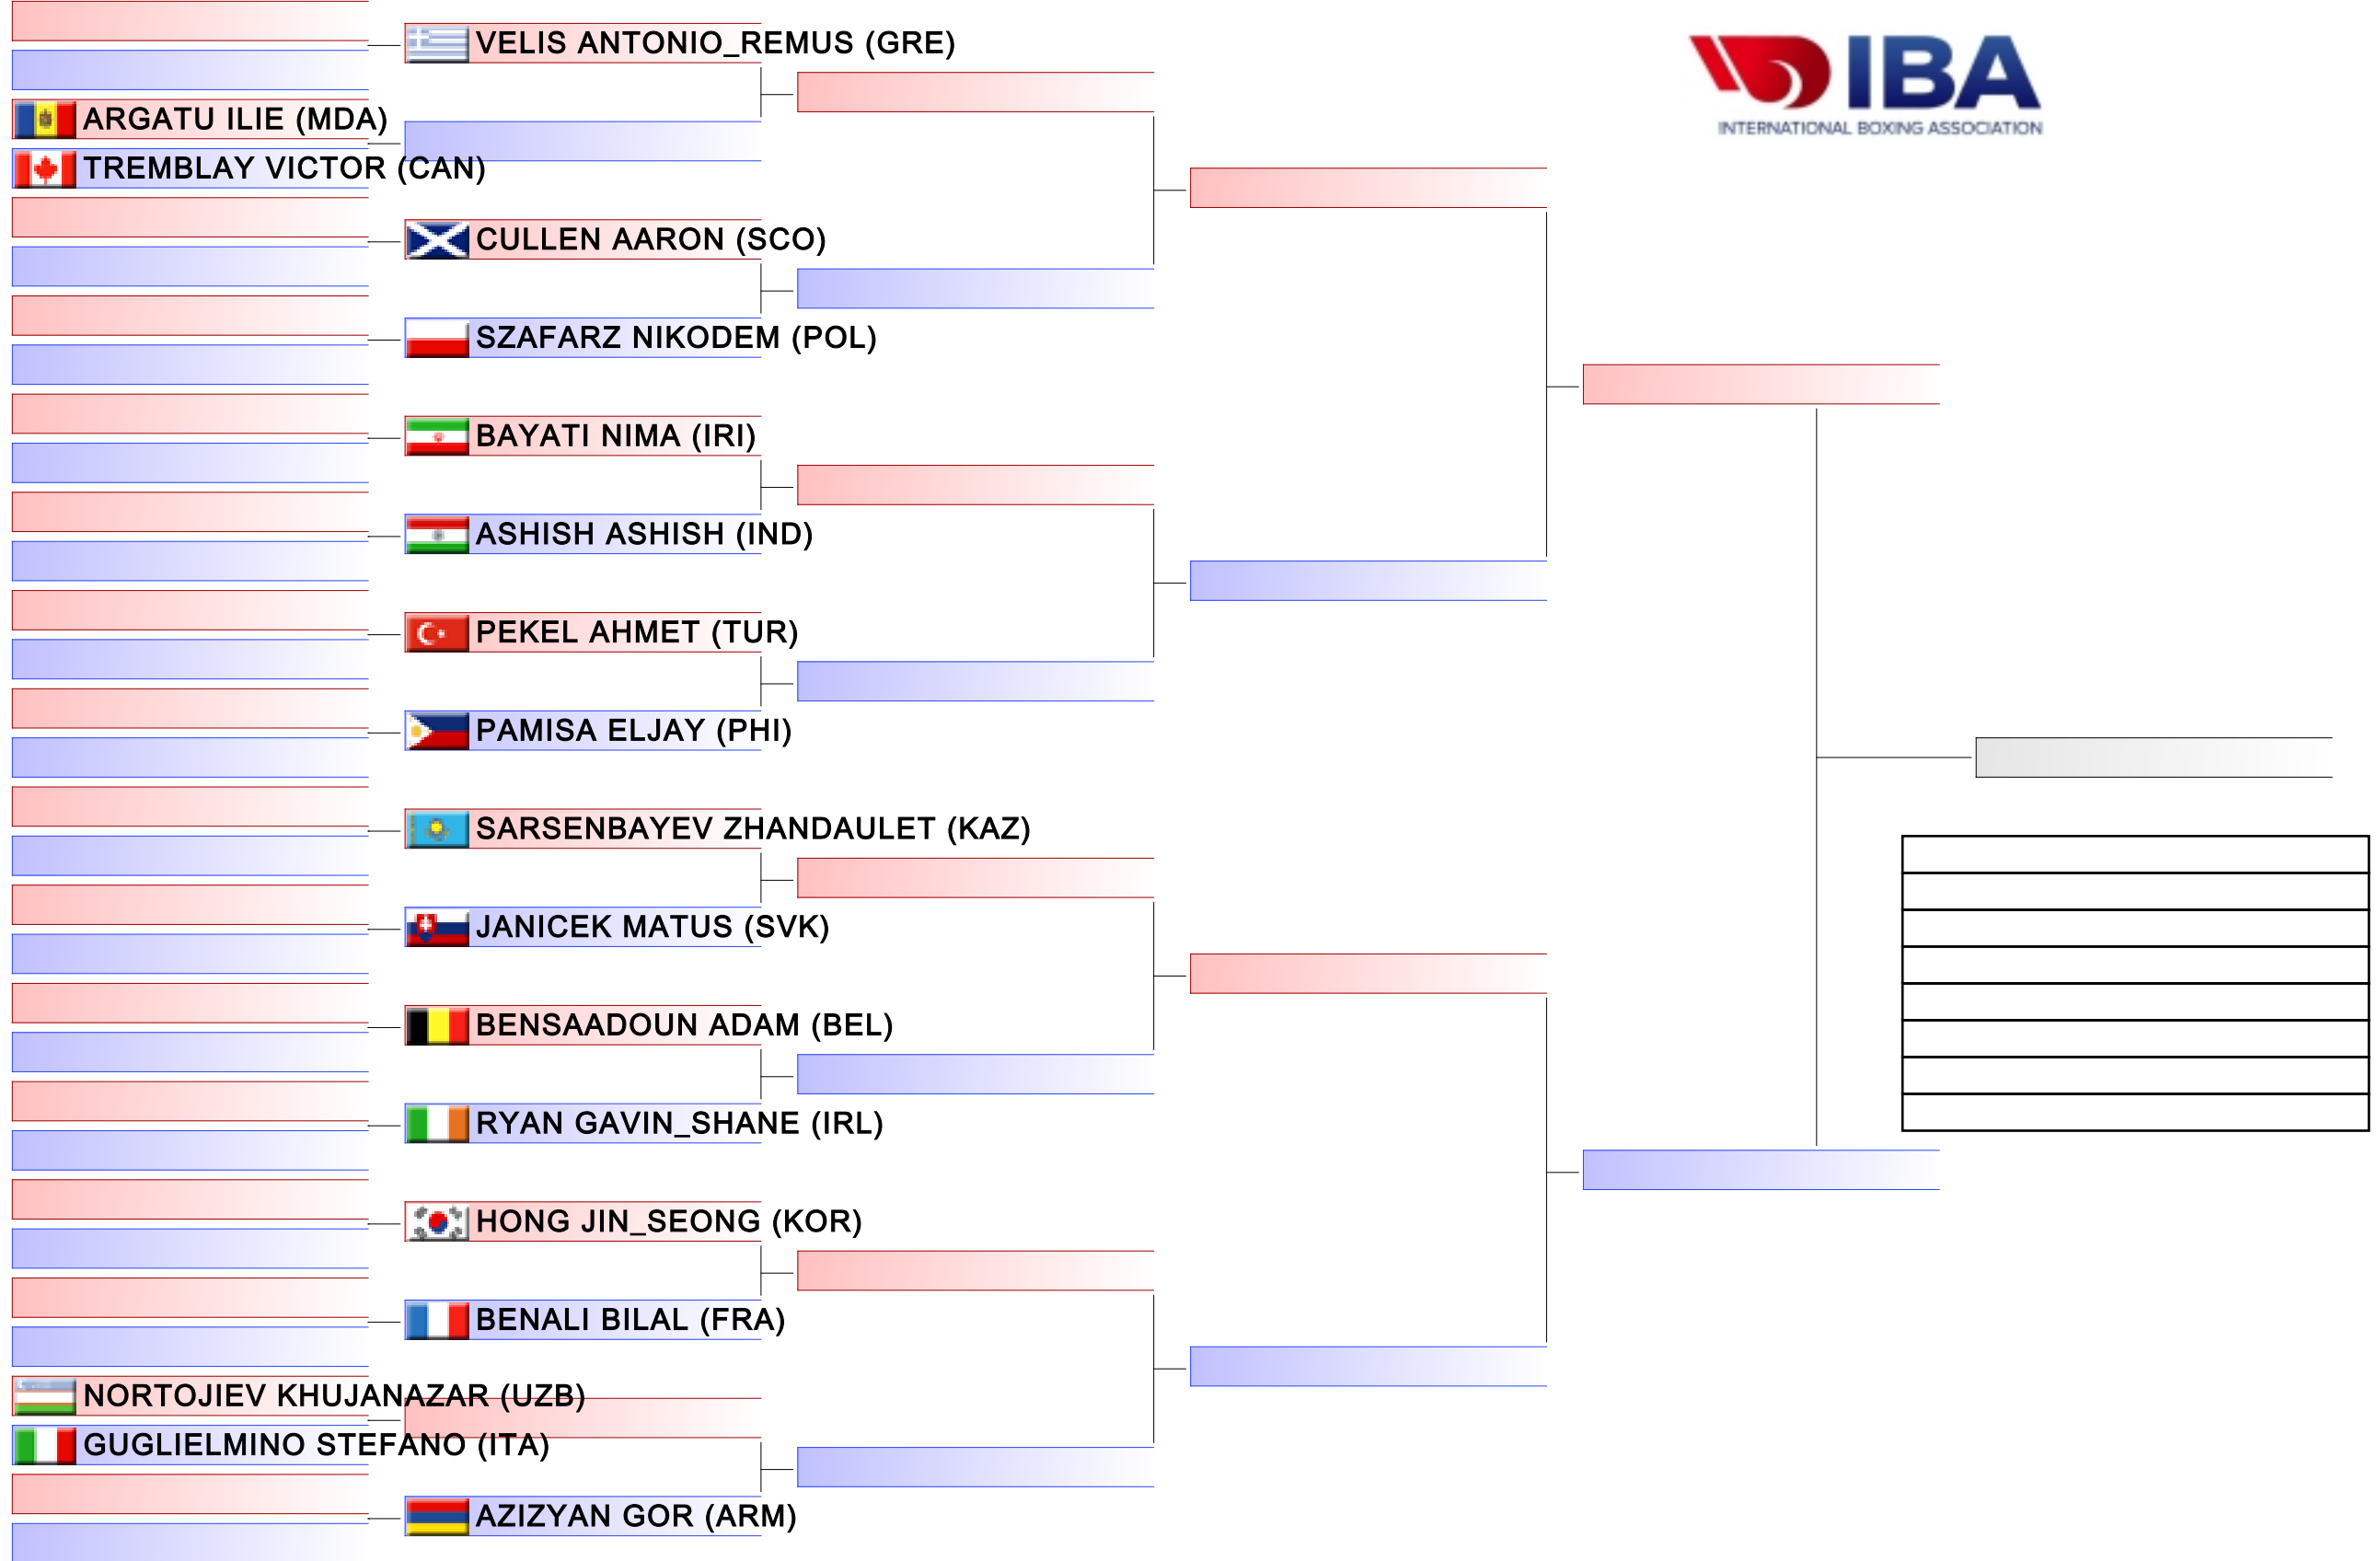 VELIS ANTONIO_REMUS (GRE)
ARGATU ILIE (MDA)
TREMBLAY VICTOR (CAN)
CULLEN AARON (SCO)
SZAFARZ NIKODEM (POL)
BAYATI NIMA (IRI)
ASHISH ASHISH (IND)
PEKEL AHMET (TUR)
PAMISA ELJAY (PHI)
SARSENBAYEV ZHANDAULET (KAZ)
JANICEK MATUS (SVK)
BENSAADOUN ADAM (BEL)
RYAN GAVIN_SHANE (IRL)
HONG JIN_SEONG (KOR)
BENALI BILAL (FRA)
NORTOJIEV KHUJANAZAR (UZB)
GUGLIELMINO STEFANO (ITA)
AZIZYAN GOR (ARM)
IBA
INTERNATIONAL BOXING ASSOCIATION